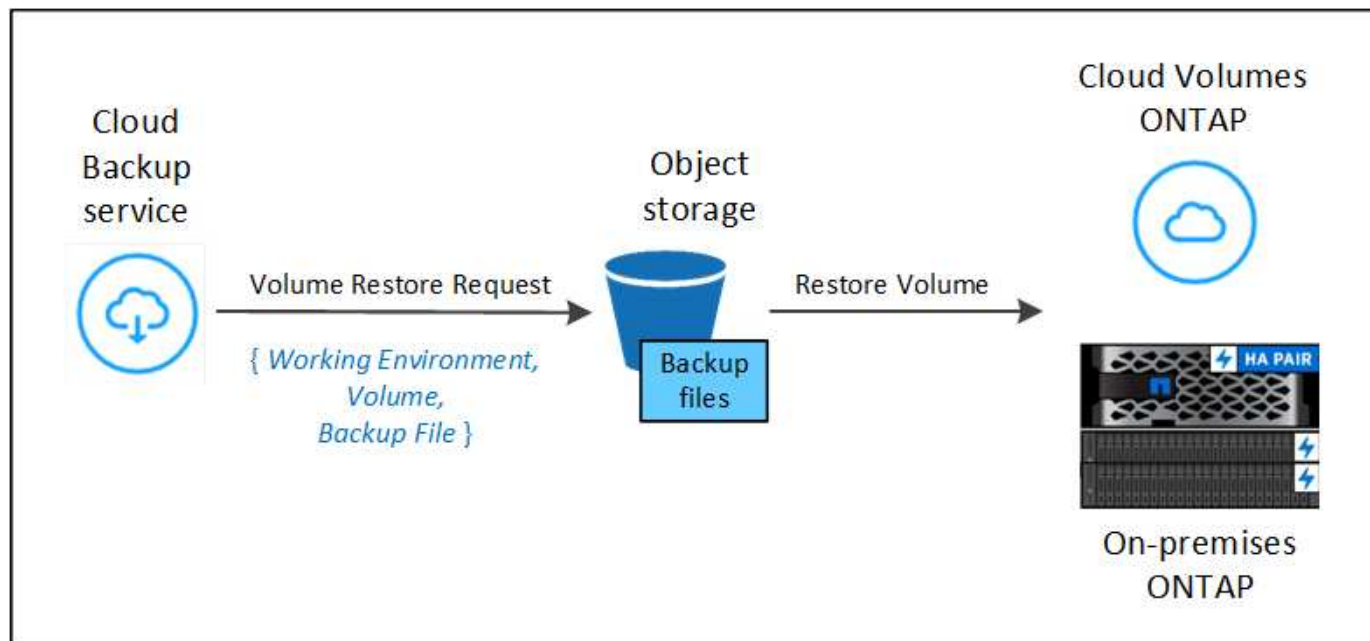 Cloud
Backup
service
Volume Restore Request
{ Working Environment,
Volume,
Backup File }
Object
storage
Backup
files
Restore Volume
Cloud Volumes
ONTAP
HA PAIR
On-premises
ONTAP